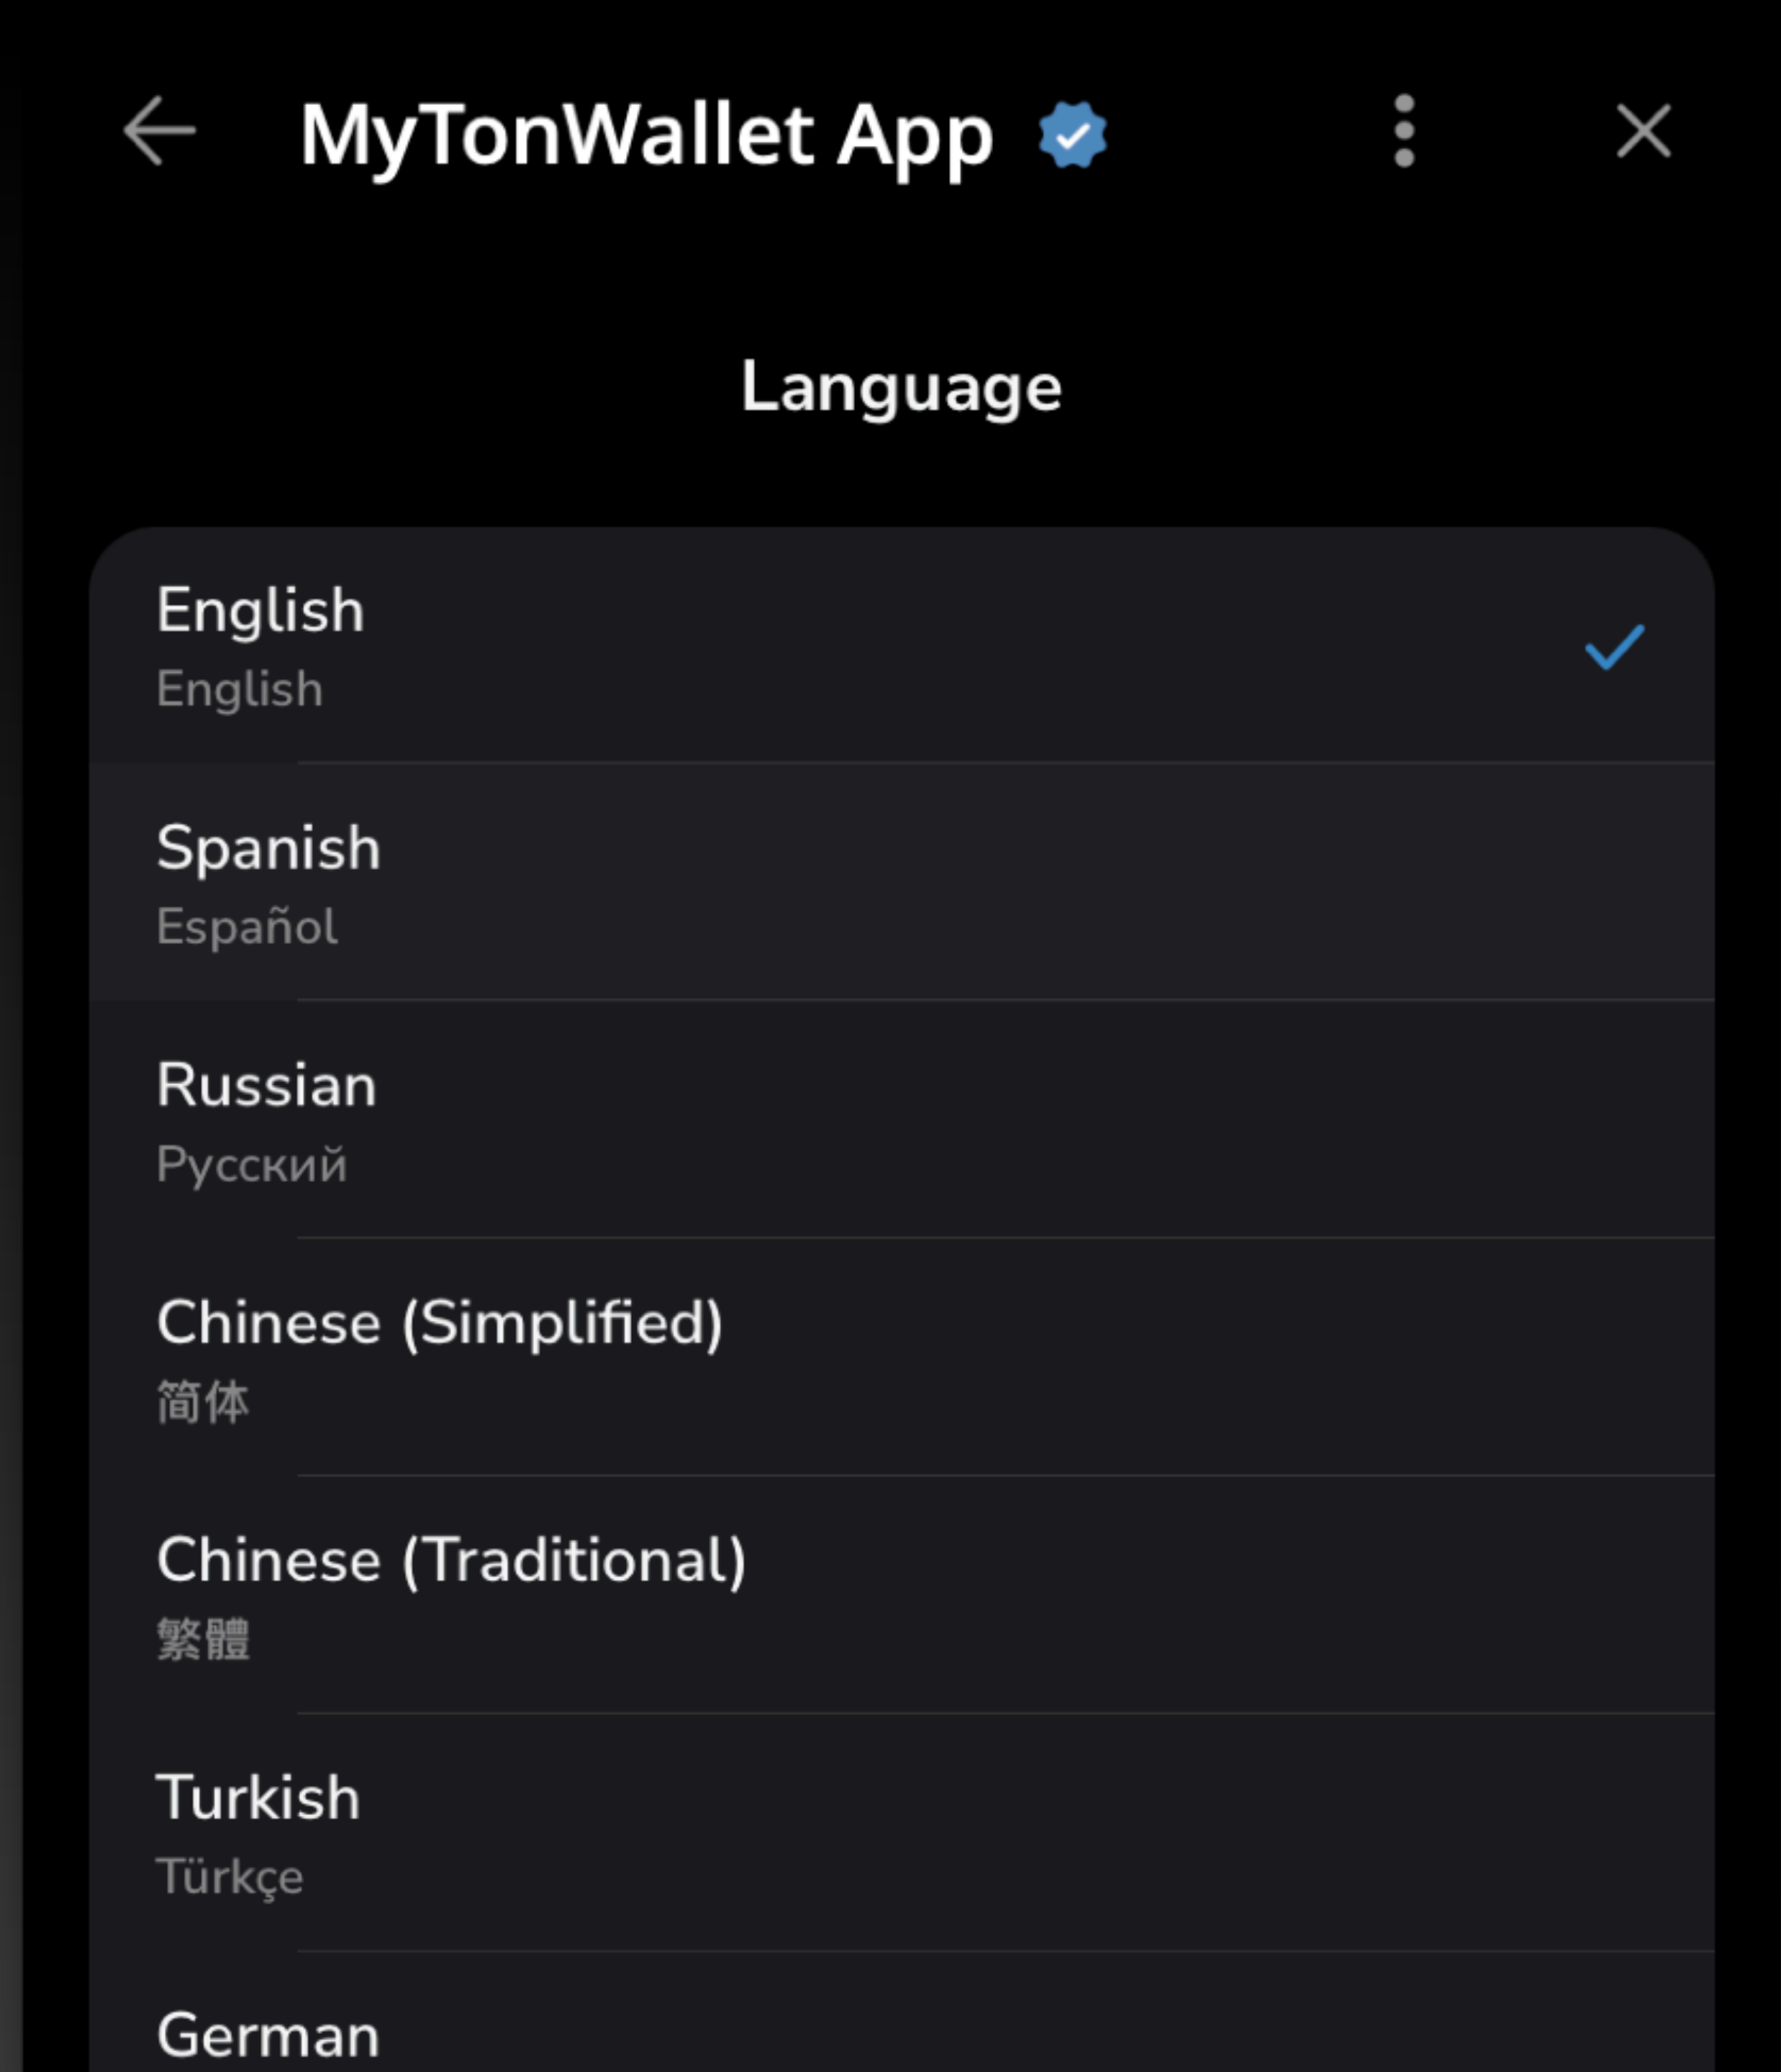 MyTonWallet App
Language
English
English
Spanish
Español
Russian
Русский
Chinese (Simplified)
简体
Chinese (Traditional)
繁體
Turkish
Türkçe
German